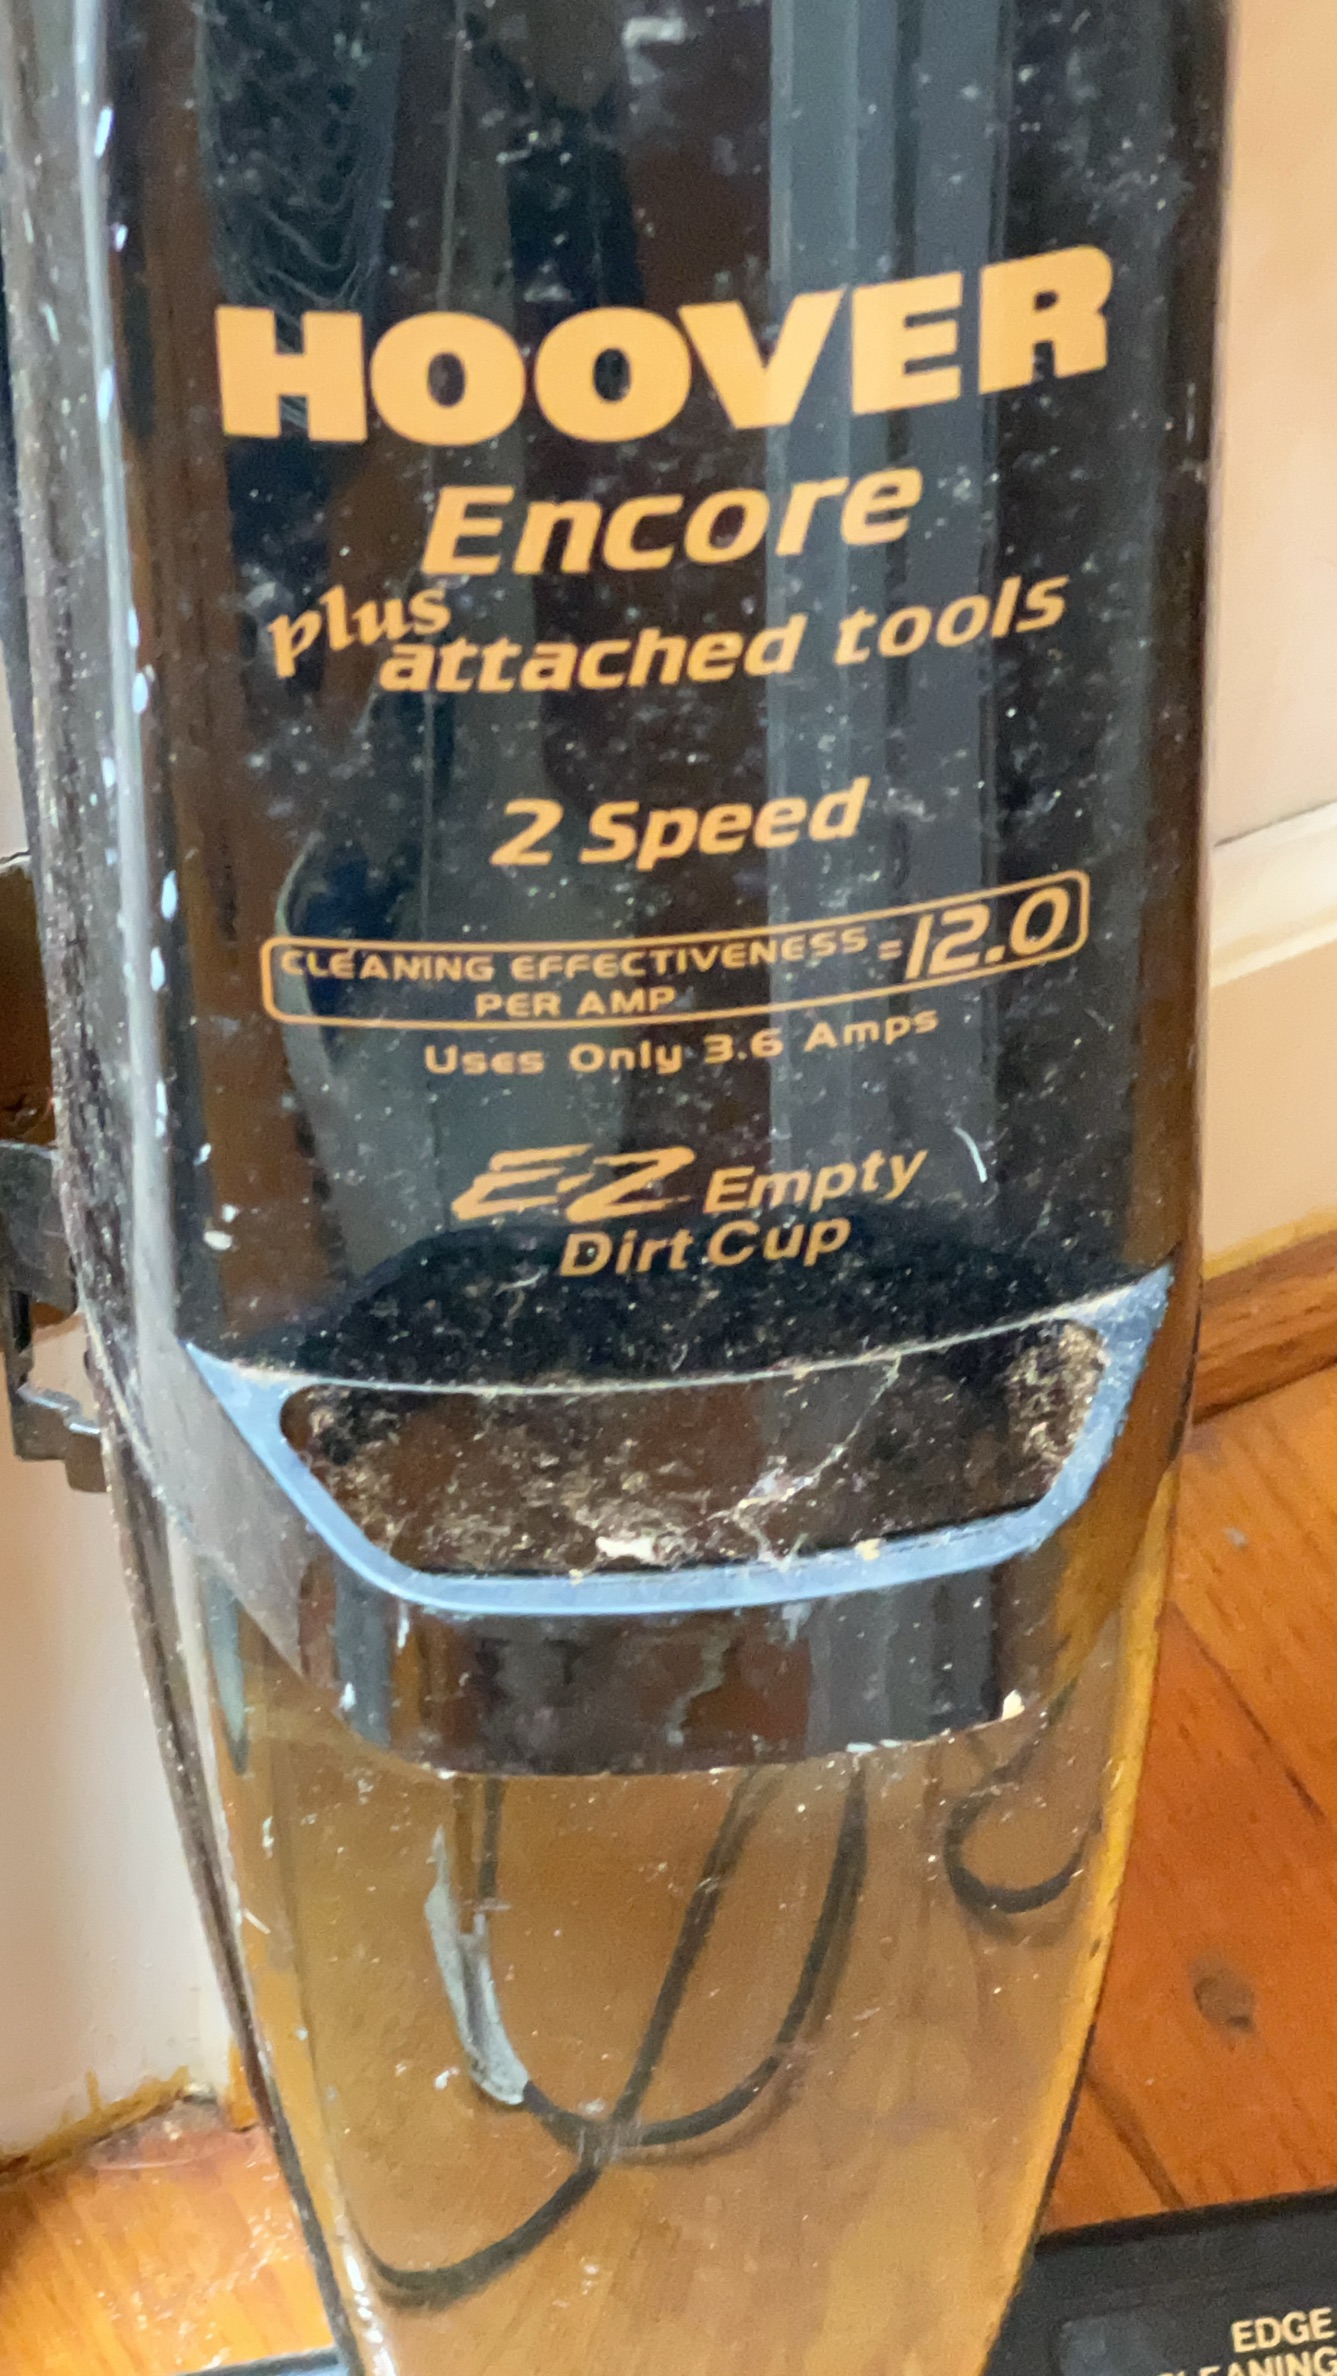 HOOVER
Encore
plus attached tools
2 Speed
CLEANING EFFECTIVENESS =12.0
PER AMP
Uses Only 3.6 Amps
E-Z Empty
Dirt Cup
EDGE
CLEANING